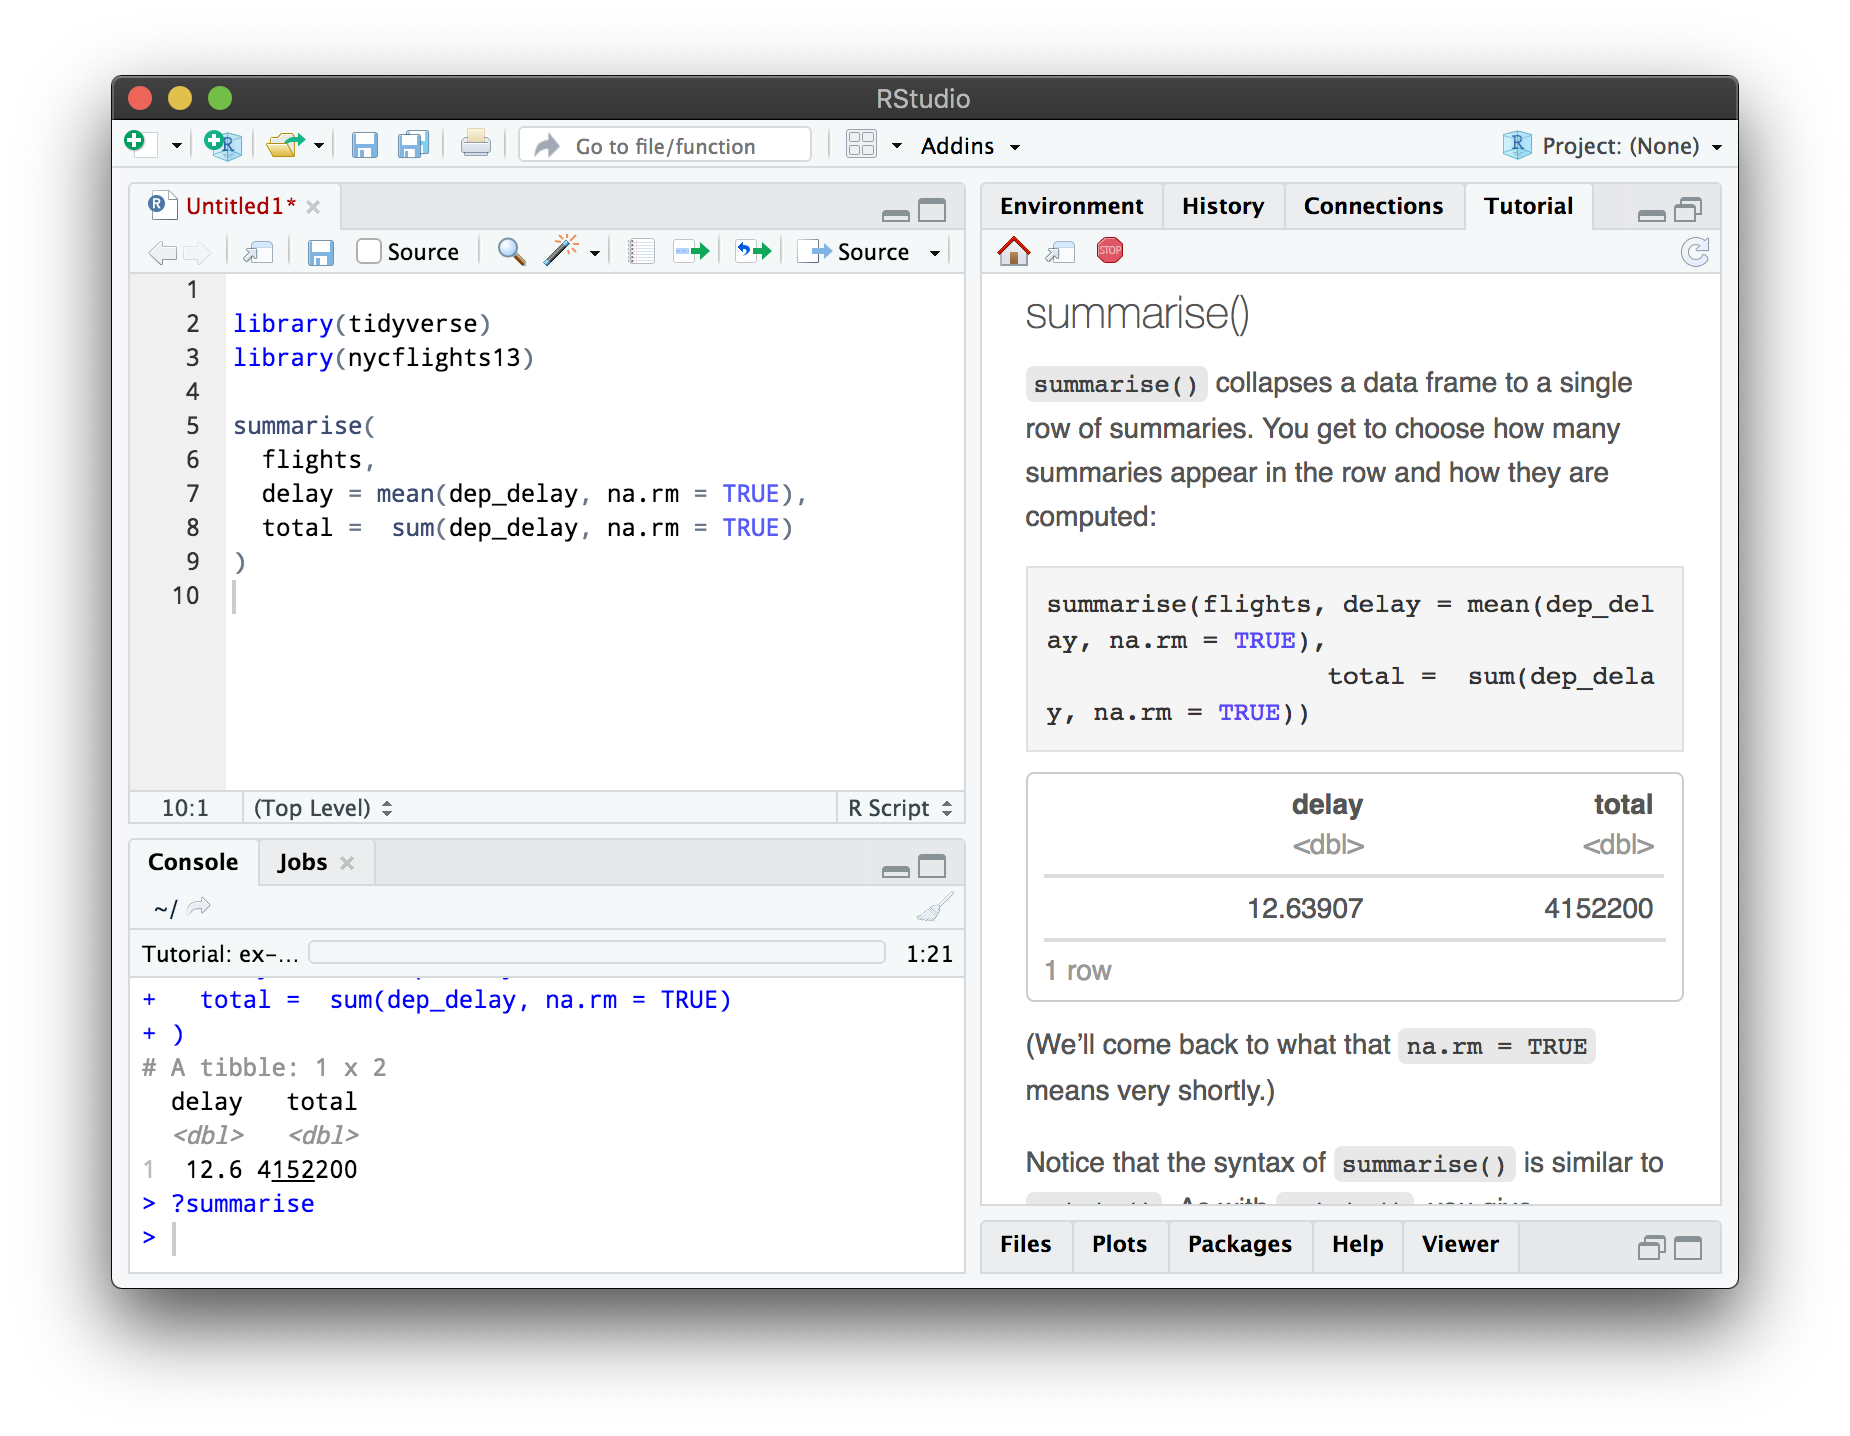 RStudio
Go to file/function
Addins
Project: (None)
Untitled1*
Source
Source
1
2 library(tidyverse)
3 library(nycflights13)
4
5 summarise(
6   flights,
7   delay = mean(dep_delay, na.rm = TRUE),
8   total =  sum(dep_delay, na.rm = TRUE)
9 )
10
10:1 (Top Level) R Script
Console Jobs
~/
Tutorial: ex-... 1:21
+   total =  sum(dep_delay, na.rm = TRUE)
+ )
# A tibble: 1 x 2
delay   total
<dbl>   <dbl>
1  12.6 4152200
> ?summarise
>
Environment History Connections Tutorial
STOP
summarise()
summarise() collapses a data frame to a single
row of summaries. You get to choose how many
summaries appear in the row and how they are
computed:
summarise(flights, delay = mean(dep_del
ay, na.rm = TRUE),
total =  sum(dep_dela
y, na.rm = TRUE))
delay total
<dbl> <dbl>
12.63907 4152200
1 row
(We’ll come back to what that na.rm = TRUE
means very shortly.)
Notice that the syntax of summarise() is similar to
Files Plots Packages Help Viewer